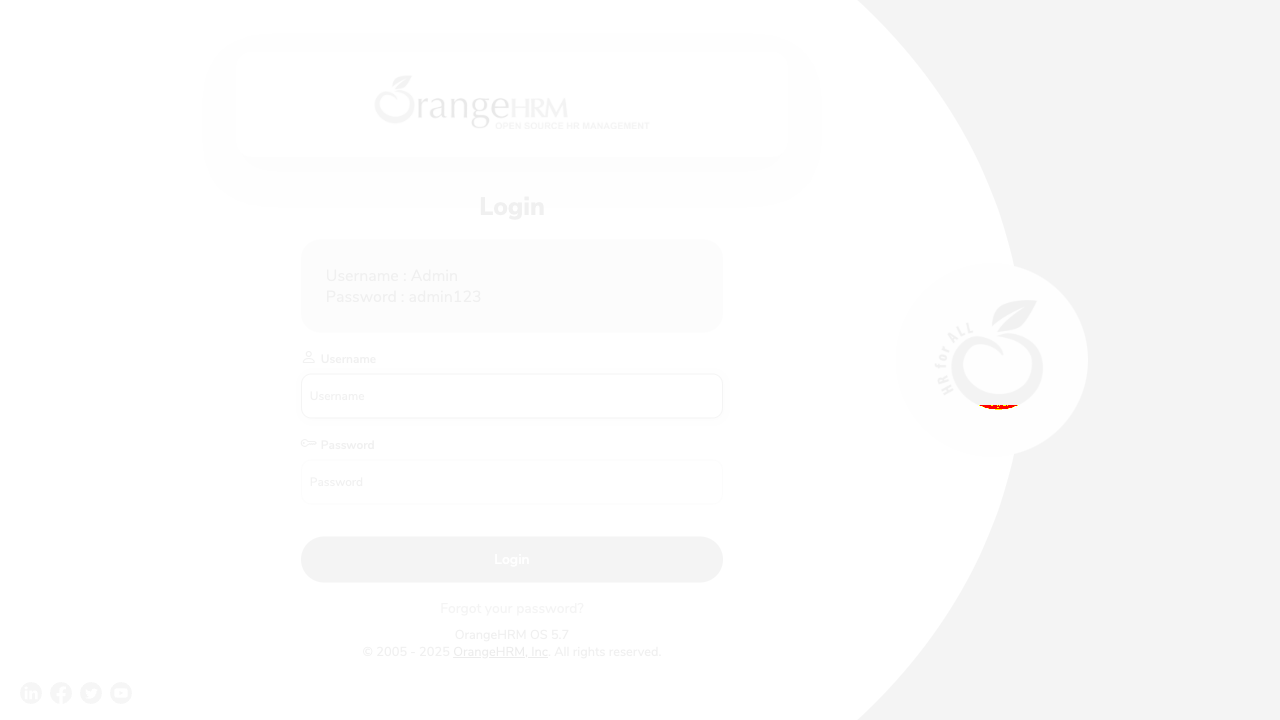 OrangeHRM
OPEN SOURCE HR MANAGEMENT
Login
Username : Admin
Password : admin123
Username
Username
Password
Password
Login
Forgot your password?
OrangeHRM OS 5.7
© 2005 - 2025 OrangeHRM, Inc. All rights reserved.
HR for ALL